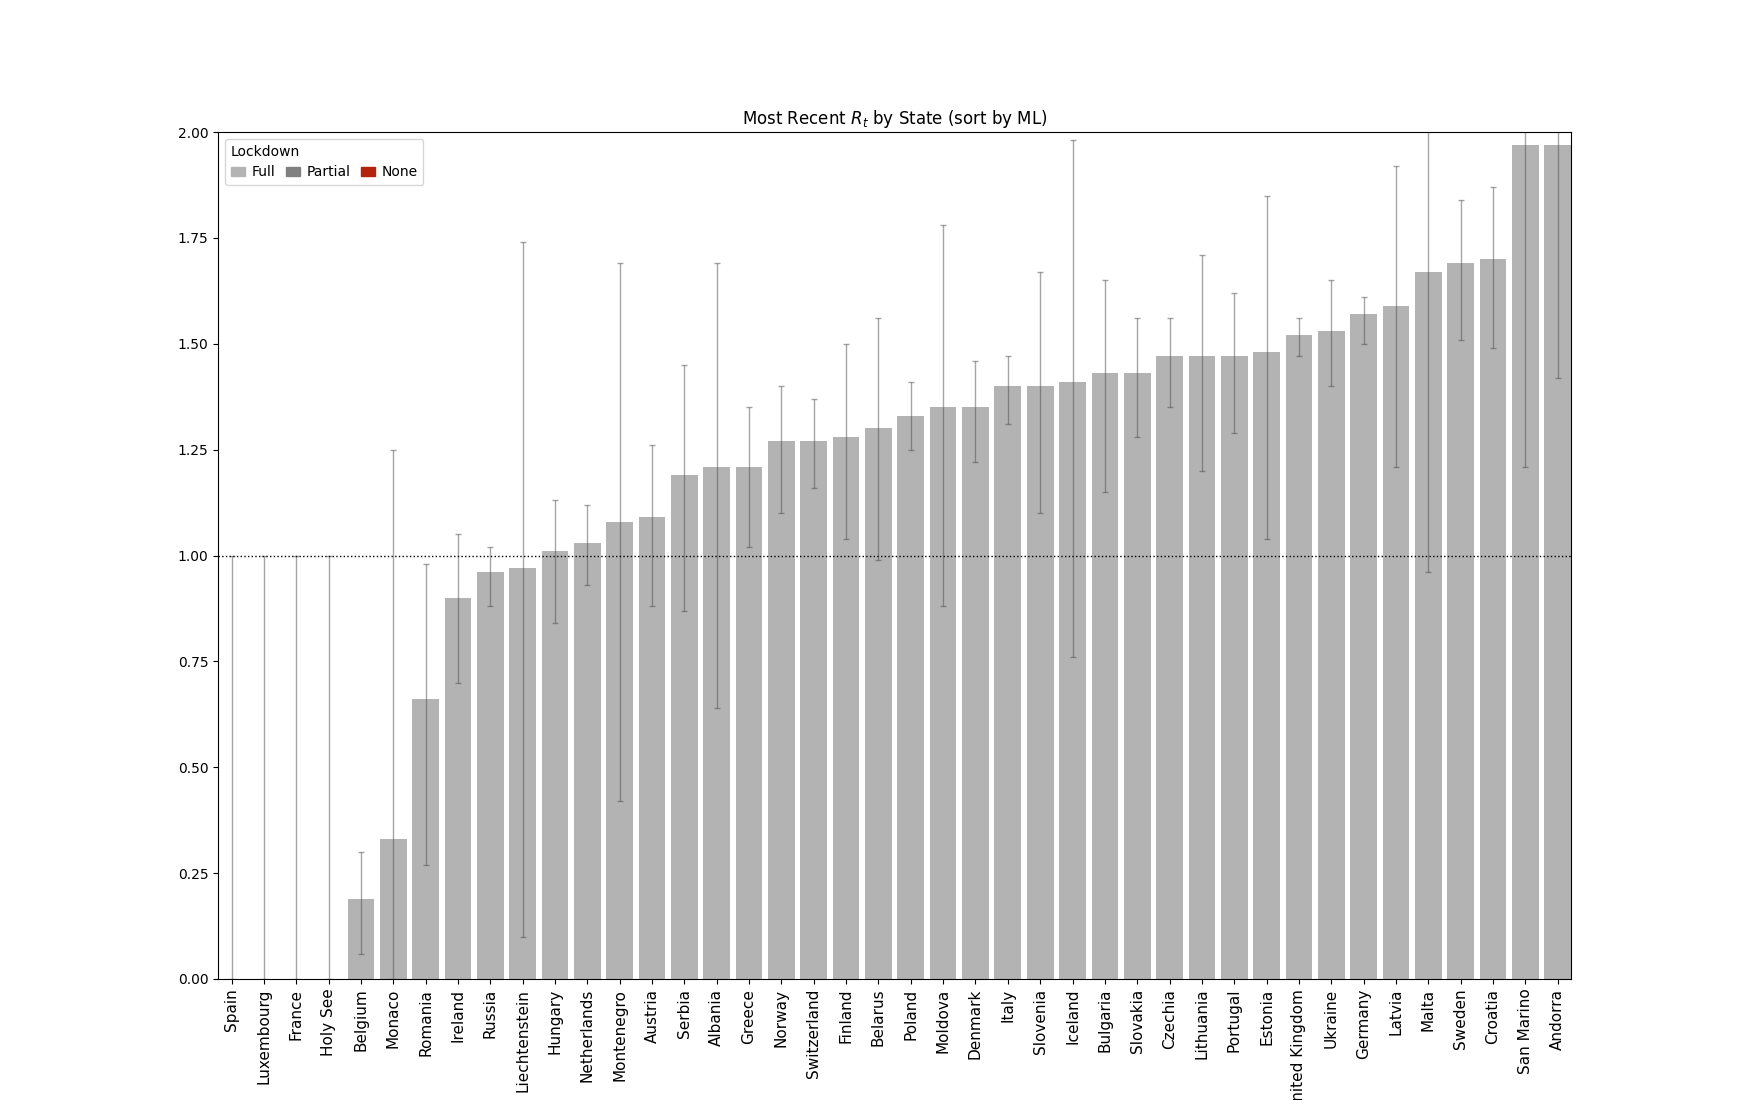 Most Recent Rt by State (sort by ML)
2.00
1.75
1.50
1.25
1.00
0.75
0.50
0.25
0.00
Lockdown
Full Partial None
Spain
Luxembourg
France
Holy See
Belgium
Monaco
Romania
Ireland
Russia
Liechtenstein
Hungary
Netherlands
Montenegro
Austria
Serbia
Albania
Greece
Norway
Switzerland
Finland
Belarus
Poland
Moldova
Denmark
Italy
Slovenia
Iceland
Bulgaria
Slovakia
Czechia
Lithuania
Portugal
Estonia
nited Kingdom
Ukraine
Germany
Latvia
Malta
Sweden
Croatia
San Marino
Andorra